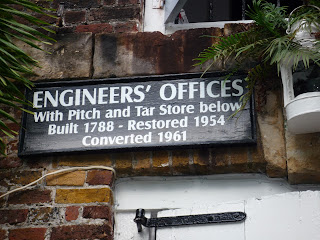 ENGINEERS' OFFICES
With Pitch and Tar Store below
Built 1788 - Restored 1954
Converted 1961